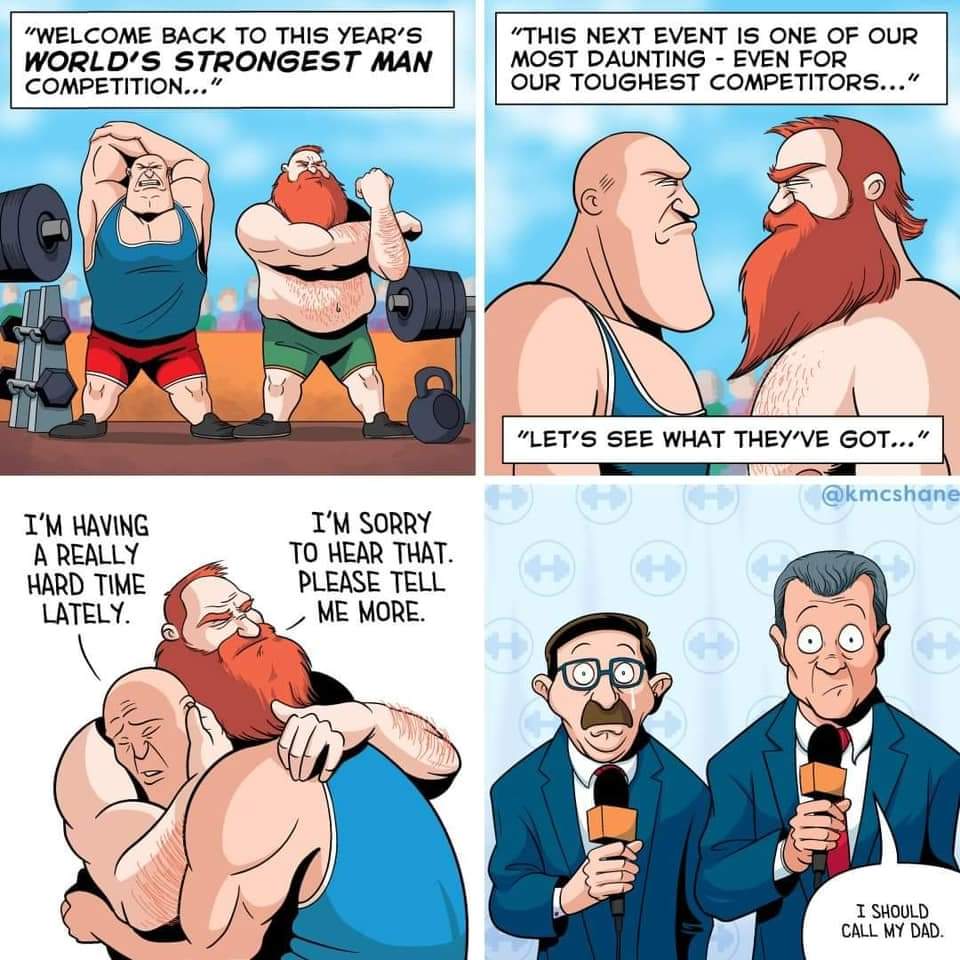 "WELCOME BACK TO THIS YEAR'S
WORLD'S STRONGEST MAN
COMPETITION..."
"THIS NEXT EVENT IS ONE OF OUR
MOST DAUNTING - EVEN FOR
OUR TOUGHEST COMPETITORS..."
"LET'S SEE WHAT THEY'VE GOT..."
I'M HAVING
A REALLY
HARD TIME
LATELY.
I'M SORRY
TO HEAR THAT.
PLEASE TELL
ME MORE.
@kmcshane
I SHOULD
CALL MY DAD.